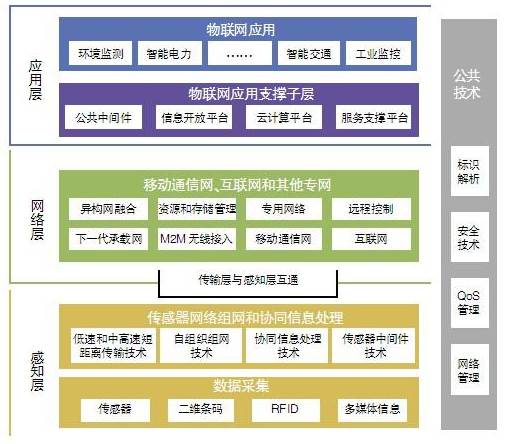 应用层
物联网应用
环境监测
智能电力
……
智能交通
工业监控
物联网应用支撑子层
公共中间件
信息开放平台
云计算平台
服务支撑平台
网络层
移动通信网、互联网和其他专网
异构网融合
资源和存储管理
专用网络
远程控制
下一代承载网
M2M 无线接入
移动通信网
互联网
传输层与感知层互通
感知层
传感器网络组网和协同信息处理
低速和中高速短
距离传输技术
自组织组网
技术
协同信息处理
技术
传感器中间件
技术
数据采集
传感器
二维条码
RFID
多媒体信息
公共
技术
标识
解析
安全
技术
QoS
管理
网络
管理